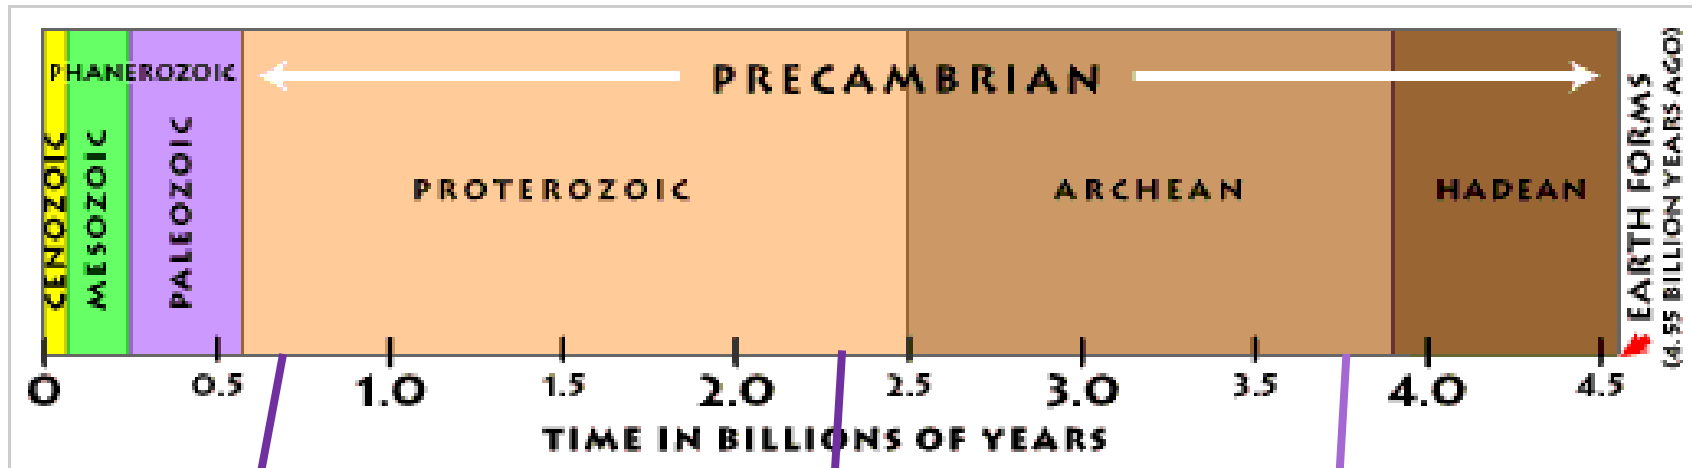 PHANEROZOIC
PRECAMBRIAN
CENOZOIC
MESOZOIC
PALEOZOIC
PROTEROZOIC
ARCHEAN
HADEAN
EARTH FORMS
(4.55 BILLION YEARS AGO)
0 0.5 1.0 1.5 2.0 2.5 3.0 3.5 4.0 4.5
TIME IN BILLIONS OF YEARS